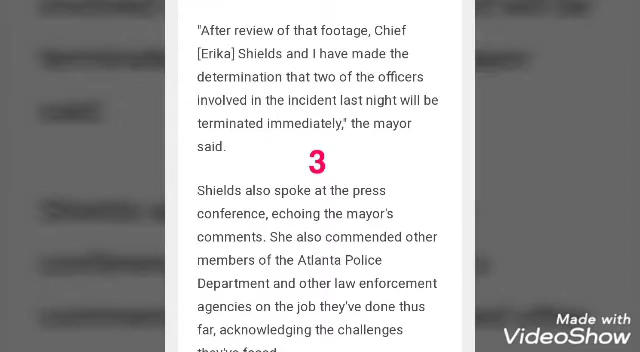 "After review of that footage, Chief
[Erika] Shields and I have made the
determination that two of the officers
involved in the incident last night will be
terminated immediately," the mayor
said.
3
Shields also spoke at the press
conference, echoing the mayor's
comments. She also commended other
members of the Atlanta Police
Department and other law enforcement
agencies on the job they've done thus
far, acknowledging the challenges
they've faced
Made with
VideoShow